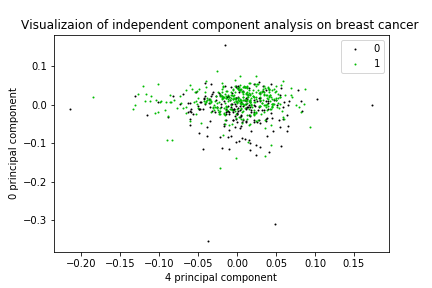 Visualizaion of independent component analysis on breast cancer
0
1
0.1
0.0
−0.1
−0.2
−0.3
0 principal component
−0.20 −0.15 −0.10 −0.05 0.00 0.05 0.10 0.15
4 principal component